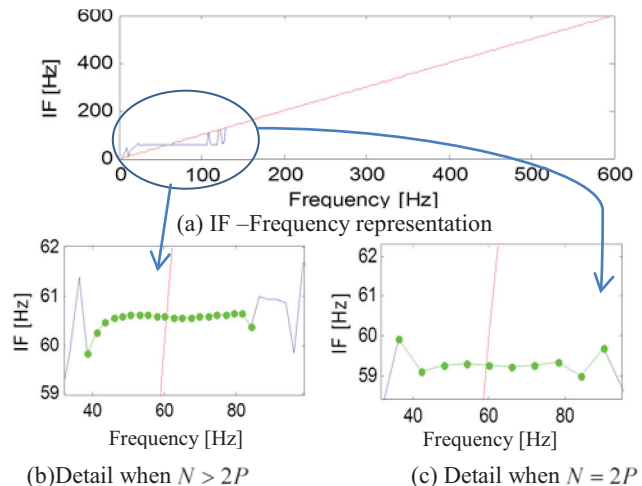 600
400
200
0
IF [Hz]
0 100 200 300 400 500 600
Frequency [Hz]
(a) IF –Frequency representation
62
61
60
59
IF [Hz]
40 60 80
Frequency [Hz]
(b)Detail when N > 2P
62
61
60
59
IF [Hz]
40 60 80
Frequency [Hz]
(c) Detail when N = 2P